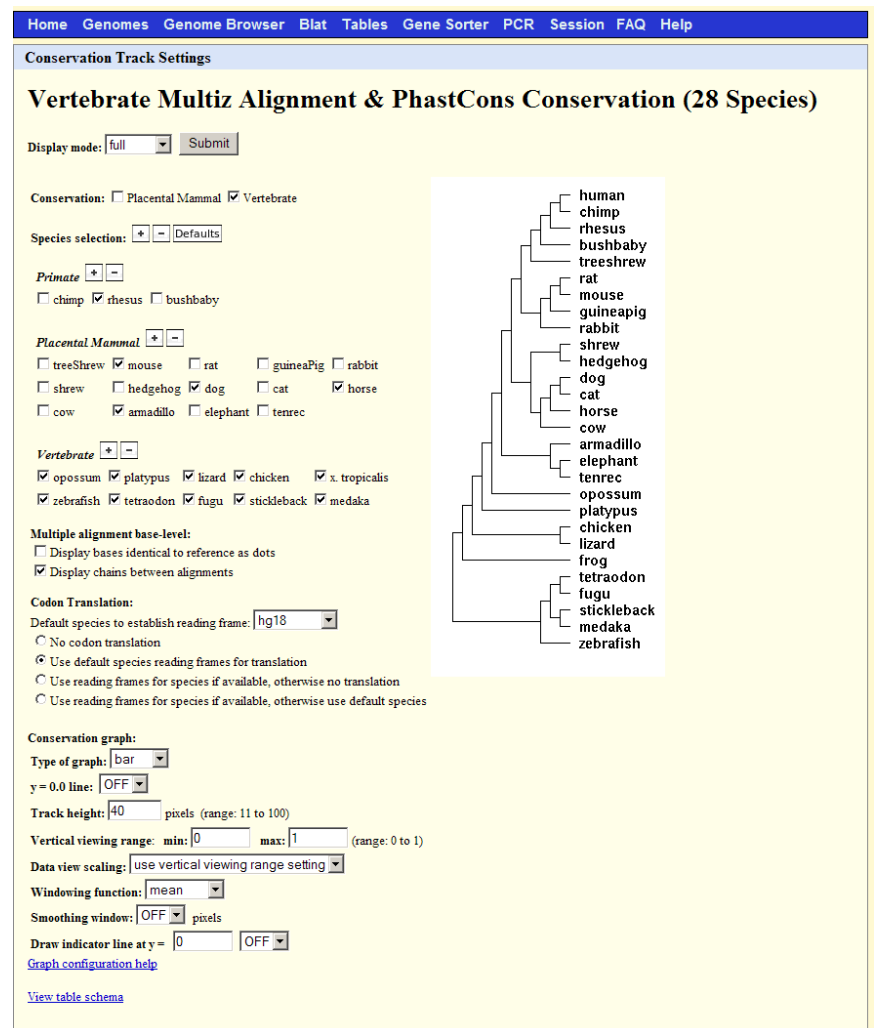 Home Genomes Genome Browser Blat Tables Gene Sorter PCR Session FAQ Help
Conservation Track Settings
Vertebrate Multiz Alignment & PhastCons Conservation (28 Species)
Display mode: full Submit
Conservation: Placental Mammal Vertebrate
Species selection: + - Defaults
Primate + -
chimp rhesus bushbaby
Placental Mammal + -
treeShrew mouse rat guineaPig rabbit
shrew hedgehog dog cat horse
cow armadillo elephant tenrec
Vertebrate + -
opossum platypus lizard chicken x. tropicalis
zebrafish tetraodon fugu stickleback medaka
Multiple alignment base-level:
Display bases identical to reference as dots
Display chains between alignments
Codon Translation:
Default species to establish reading frame: hg18
No codon translation
Use default species reading frames for translation
Use reading frames for species if available, otherwise no translation
Use reading frames for species if available, otherwise use default species
human
chimp
rhesus
bushbaby
treeshrew
rat
mouse
guineapig
rabbit
shrew
hedgehog
dog
cat
horse
cow
armadillo
elephant
tenrec
opossum
platypus
chicken
lizard
frog
tetraodon
fugu
stickleback
medaka
zebrafish
Conservation graph:
Type of graph: bar
y = 0.0 line: OFF
Track height: 40 pixels (range: 11 to 100)
Vertical viewing range: min: 0 max: 1 (range: 0 to 1)
Data view scaling: use vertical viewing range setting
Windowing function: mean
Smoothing window: OFF pixels
Draw indicator line at y = 0 OFF
Graph configuration help
View table schema